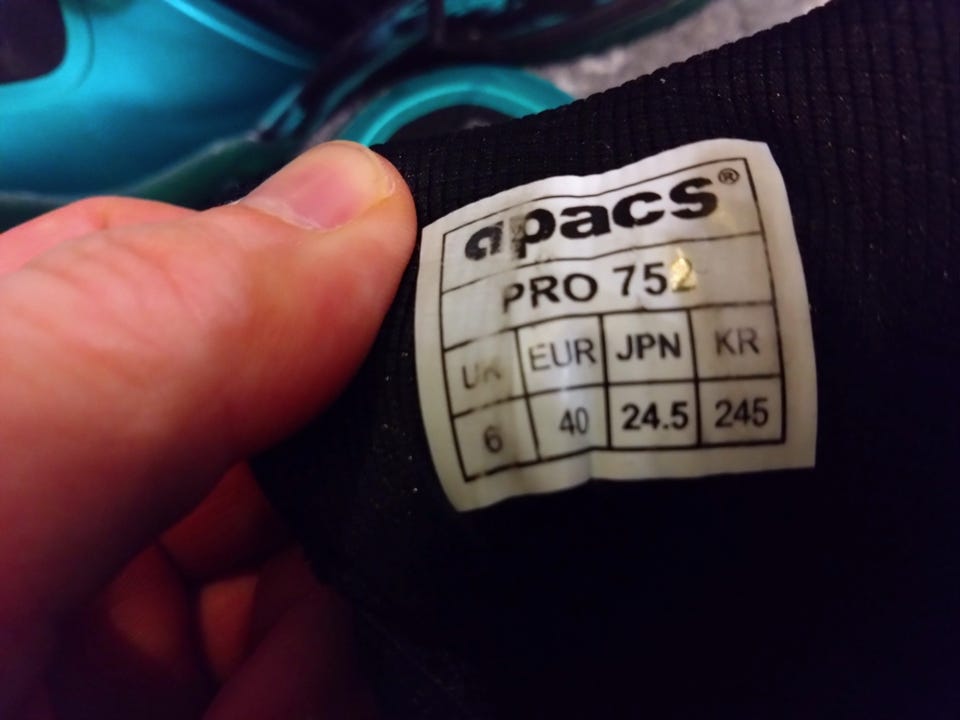 apacs®
PRO 752
UK EUR JPN KR
6 40 24.5 245